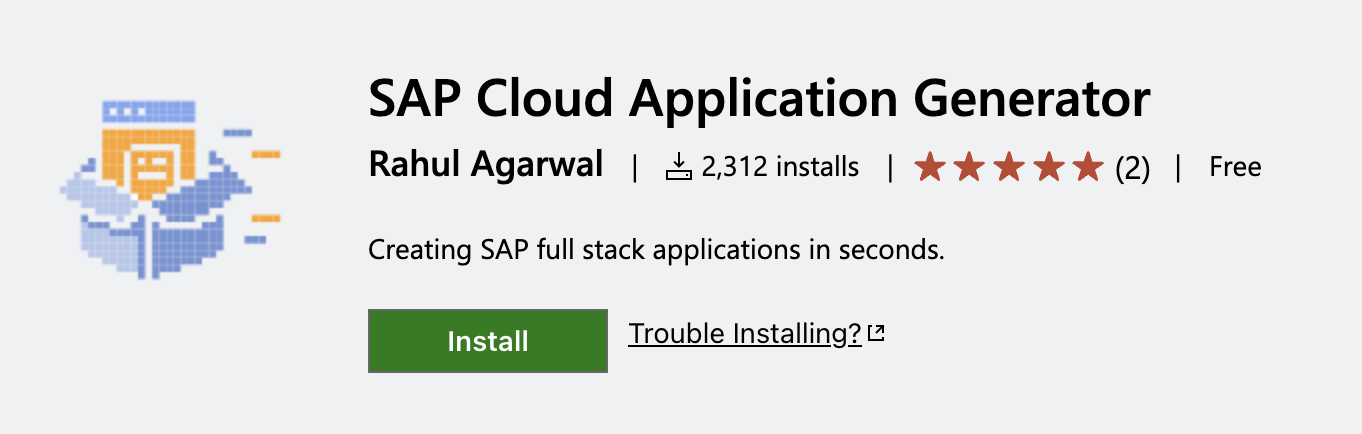 SAP Cloud Application Generator
Rahul Agarwal | 2,312 installs | (2) | Free
Creating SAP full stack applications in seconds.
Install Trouble Installing?